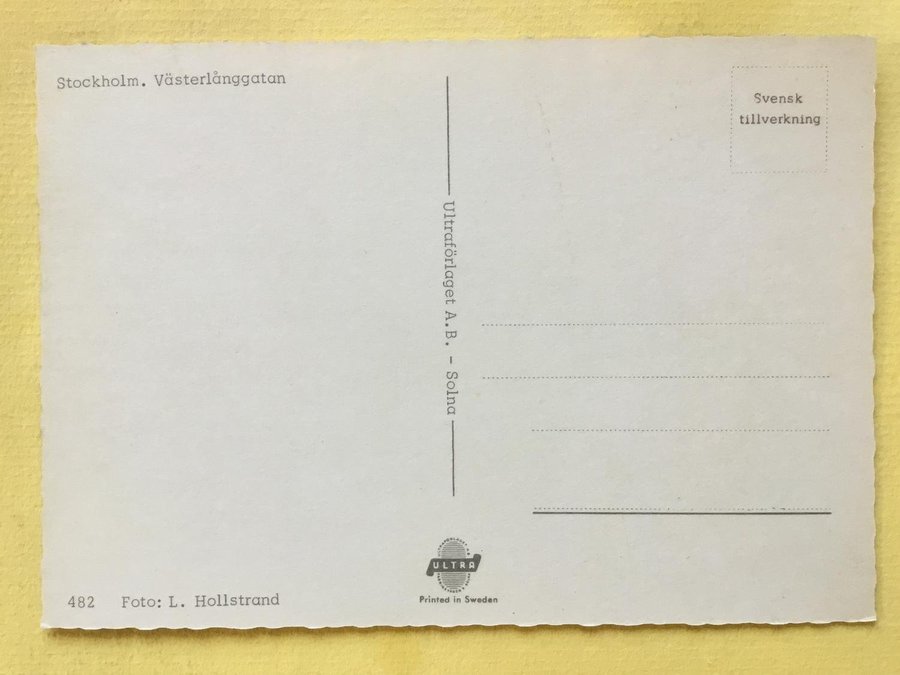 Stockholm. Västerlånggatan
Svensk
tillverkning
Ultraförlaget A.B. - Solna
ULTRA
Printed in Sweden
482 Foto: L. Hollstrand